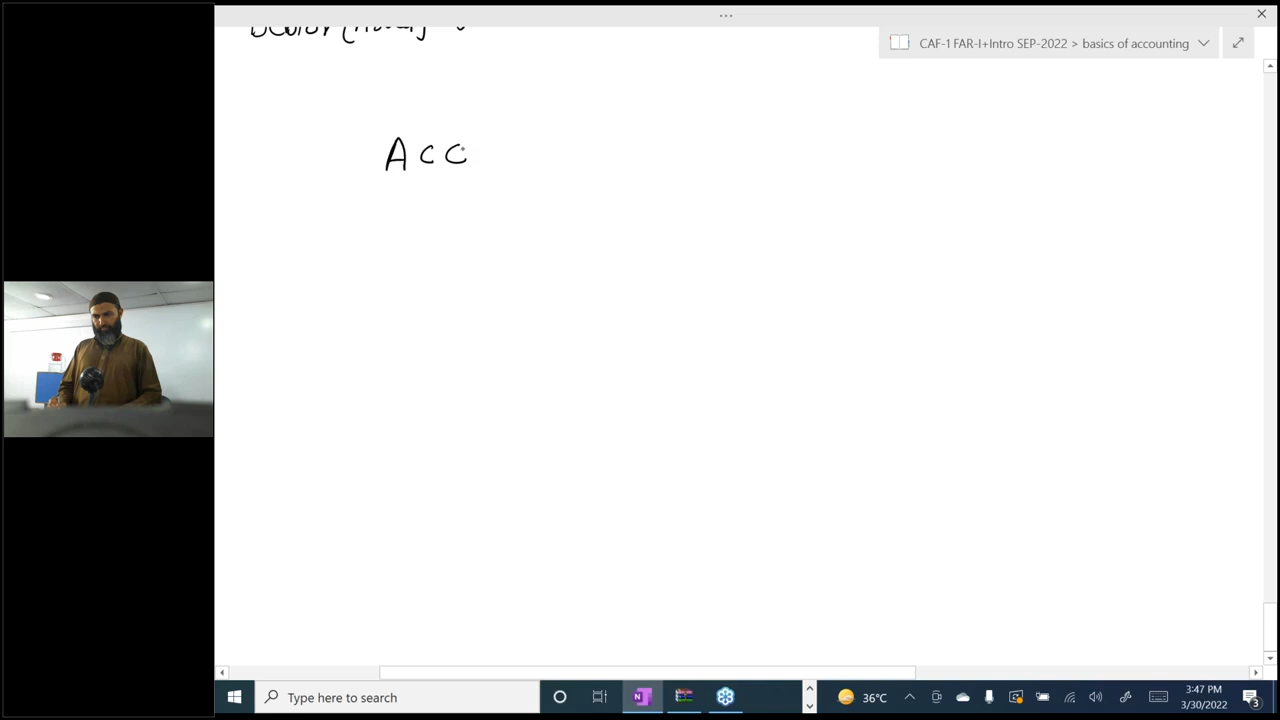 CAF-1 FAR-I+Intro SEP-2022 > basics of accounting
A C C
Type here to search
36°C
3:47 PM
3/30/2022
3